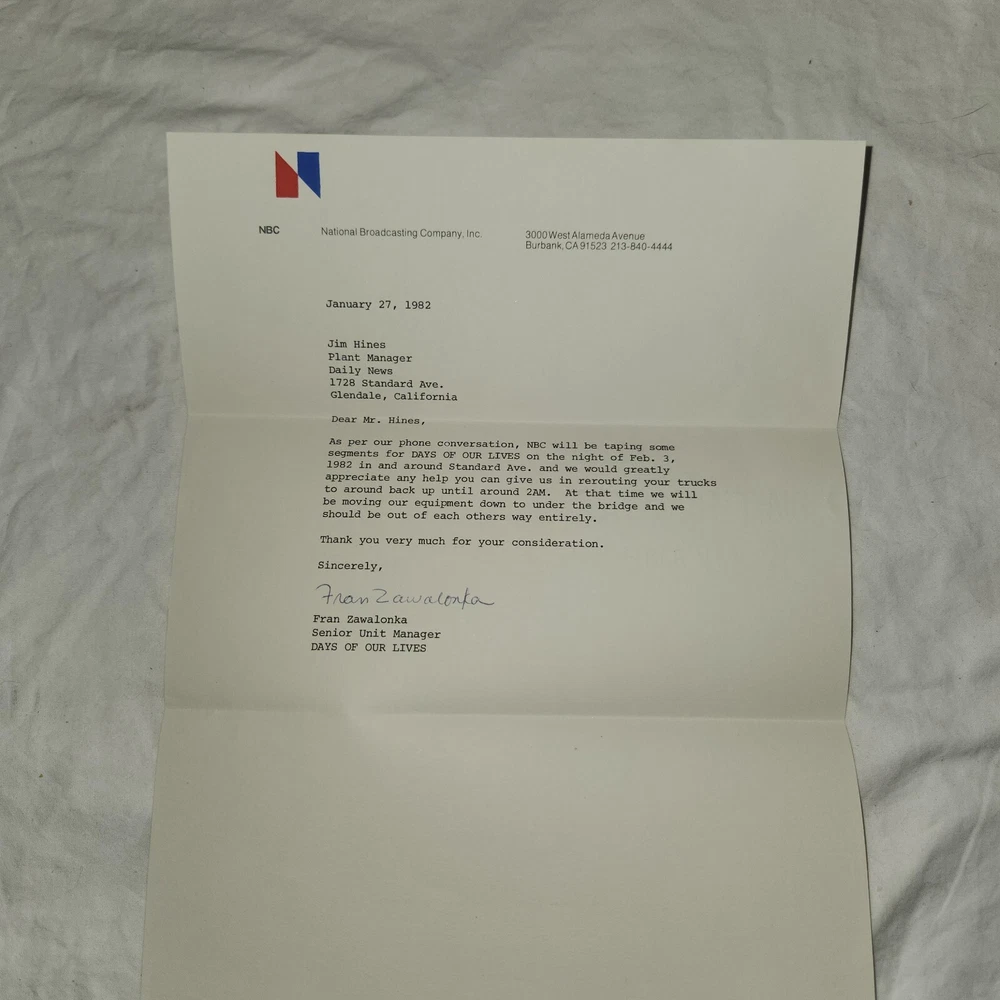 NBC National Broadcasting Company, Inc. 3000 West Alameda Avenue
Burbank, CA 91523 213-840-4444
January 27, 1982
Jim Hines
Plant Manager
Daily News
1728 Standard Ave.
Glendale, California
Dear Mr. Hines,
As per our phone conversation, NBC will be taping some
segments for DAYS OF OUR LIVES on the night of Feb. 3,
1982 in and around Standard Ave. and we would greatly
appreciate any help you can give us in rerouting your trucks
to around back up until around 2AM. At that time we will
be moving our equipment down to under the bridge and we
should be out of each others way entirely.
Thank you very much for your consideration.
Sincerely,
Fran Zawalonka
Fran Zawalonka
Senior Unit Manager
DAYS OF OUR LIVES